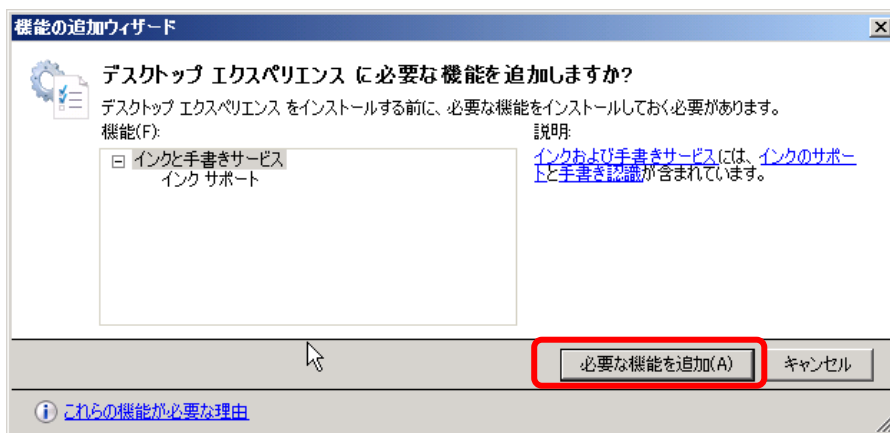 機能の追加ウィザード
デスクトップ エクスペリエンス に必要な機能を追加しますか?
デスクトップ エクスペリエンス をインストールする前に、必要な機能をインストールしておく必要があります。
機能(F):
インクと手書きサービス
インク サポート
説明:
インクおよび手書きサービスには、インクのサポー
トと手書き認識が含まれています。
必要な機能を追加(A)
キャンセル
これらの機能が必要な理由